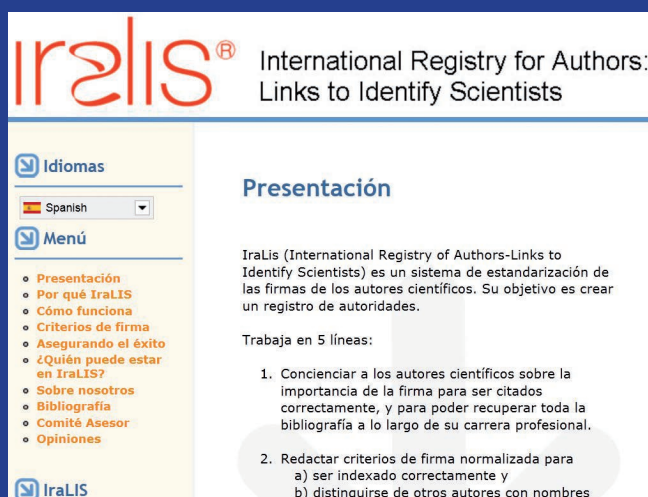 IralIS®
International Registry for Authors:
Links to Identify Scientists
Idiomas
Spanish
Menú
Presentación
Por qué IraLIS
Cómo funciona
Criterios de firma
Asegurando el éxito
¿Quién puede estar
en IraLIS?
Sobre nosotros
Bibliografía
Comité Asesor
Opiniones
IraLIS
Presentación
IraLis (International Registry of Authors-Links to
Identify Scientists) es un sistema de estandarización de
las firmas de los autores científicos. Su objetivo es crear
un registro de autoridades.
Trabaja en 5 líneas:
1. Concienciar a los autores científicos sobre la
importancia de la firma para ser citados
correctamente, y para poder recuperar toda la
bibliografía a lo largo de su carrera profesional.
2. Redactar criterios de firma normalizada para
a) ser indexado correctamente y
b) distinguirse de otros autores con nombres